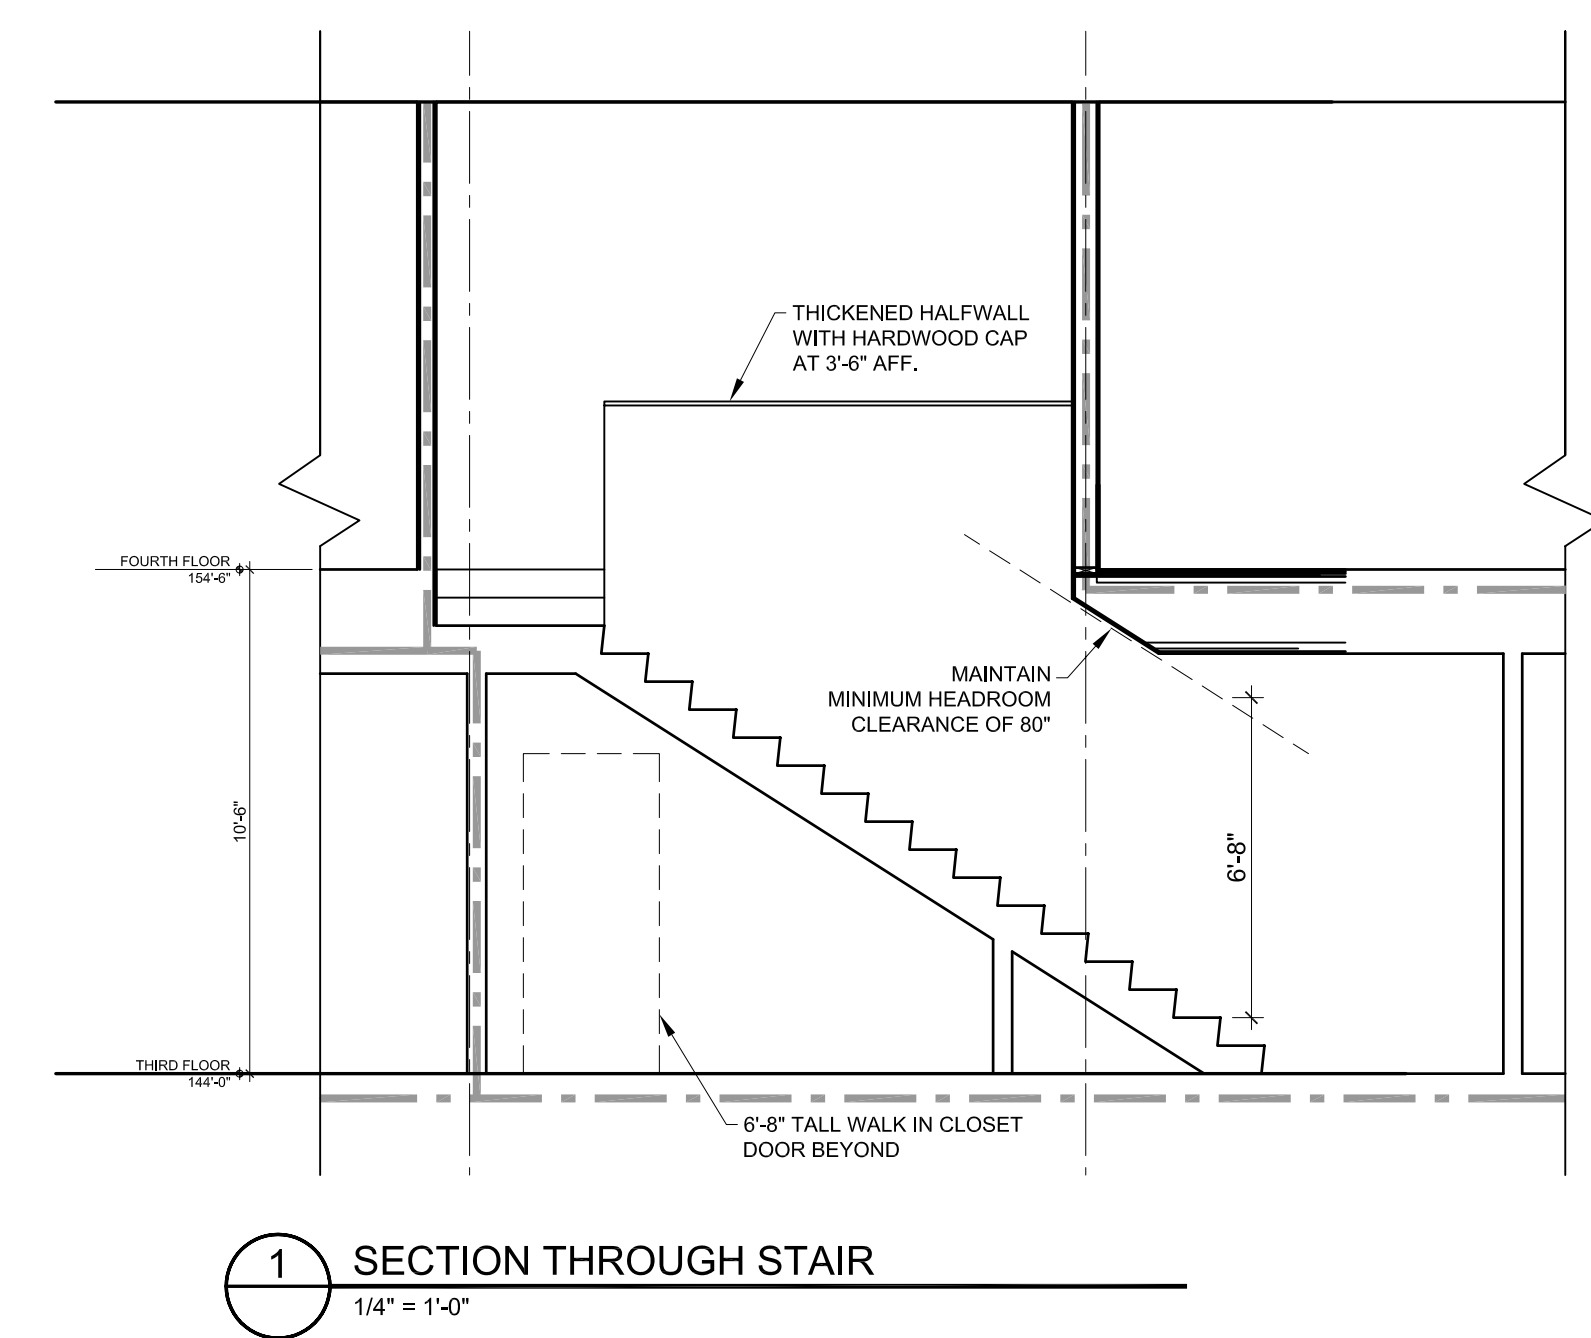 THICKENED HALFWALL
WITH HARDWOOD CAP
AT 3'-6" AFF.
FOURTH FLOOR
154'-6"
MAINTAIN
MINIMUM HEADROOM
CLEARANCE OF 80"
10'-6"
6'-8"
THIRD FLOOR
144'-0"
6'-8" TALL WALK IN CLOSET
DOOR BEYOND
1
SECTION THROUGH STAIR
1/4" = 1'-0"